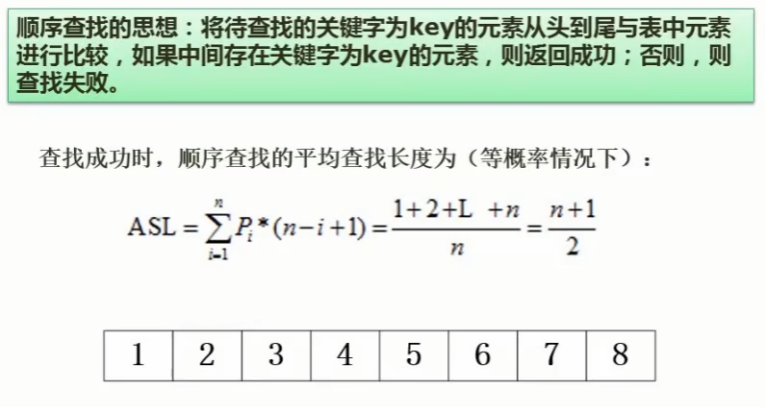 顺序查找的思想：将待查找的关键字为key的元素从头到尾与表中元素
进行比较，如果中间存在关键字为key的元素，则返回成功；否则，则
查找失败。
查找成功时，顺序查找的平均查找长度为（等概率情况下）：
ASL = \sum_{i=1}^{n} P_i * (n-i+1) = \frac{1+2+L +n}{n} = \frac{n+1}{2}
1 2 3 4 5 6 7 8